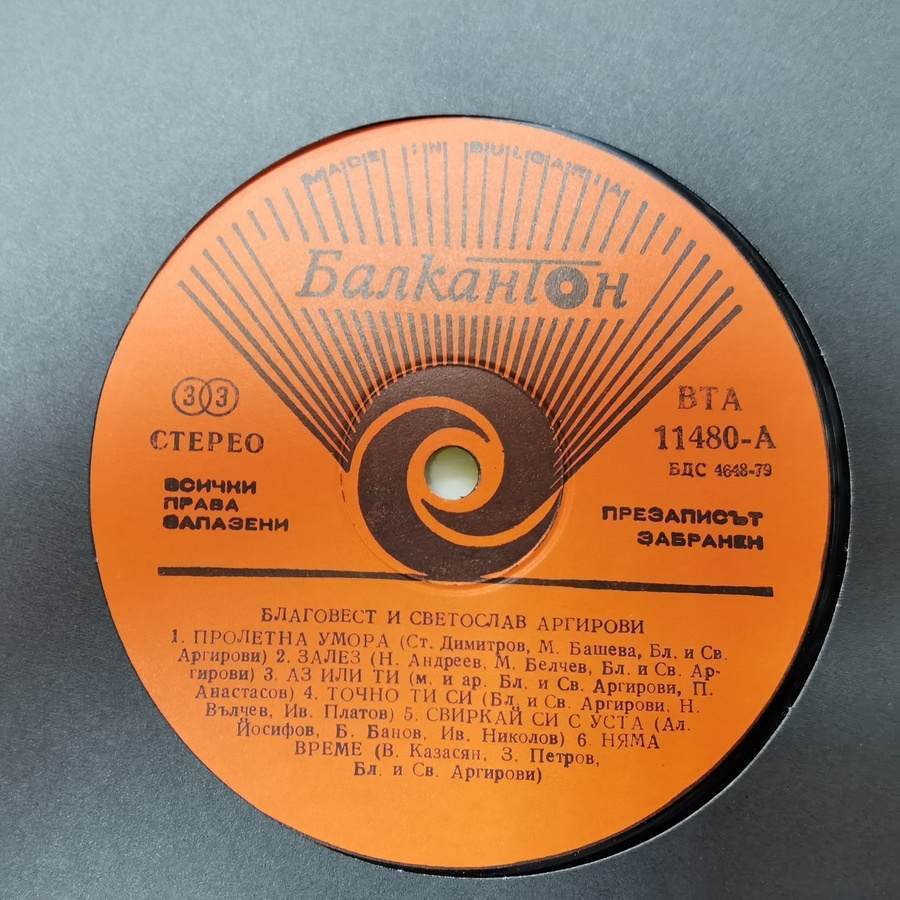 MADE IN BULGARIA
Балкантон
33
СТЕРЕО
ВСИЧКИ
ПРАВА
ЗАПАЗЕНИ
ВТА
11480-А
БДС 4648-79
ПРЕЗАПИСЪТ
ЗАБРАНЕН
БЛАГОВЕСТ И СВЕТОСЛАВ АРГИРОВИ
1. ПРОЛЕТНА УМОРА (Ст. Димитров, М. Башева, Бл. и Св.
Аргирови) 2. ЗАЛЕЗ (Н. Андреев, М. Белчев, Бл. и Св. Ар-
гирови) 3. АЗ ИЛИ ТИ (м. и ар. Бл. и Св. Аргирови, П.
Анастасов) 4. ТОЧНО ТИ СИ (Бл. и Св. Аргирови, Н.
Вълчев, Ив. Платов) 5. СВИРКАЙ СИ С УСТА (Ал.
Йосифов, Б. Банов, Ив. Николов) 6. НЯМА
ВРЕМЕ (В. Казасян, З. Петров,
Бл. и Св. Аргирови)